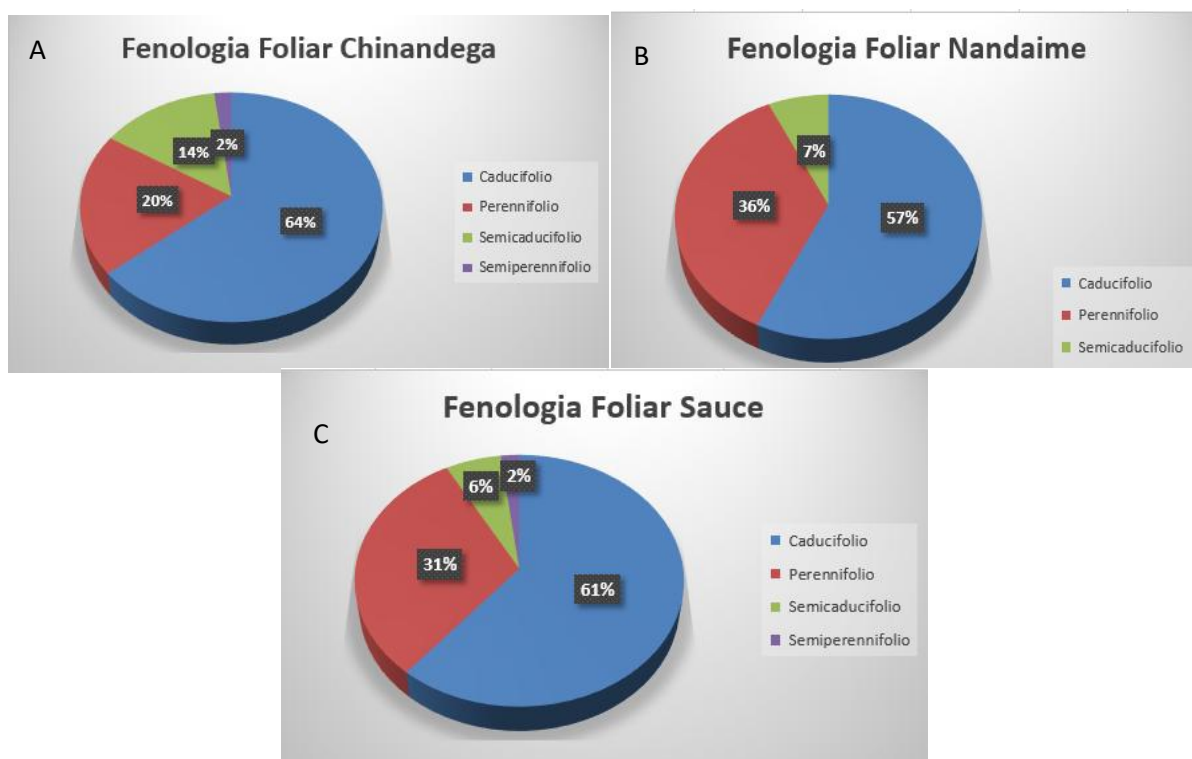 A
Fenologia Foliar Chinandega
14%
2%
20%
64%
Caducifolio
Perennifolio
Semicaducifolio
Semiperennifolio
B
Fenologia Foliar Nandaime
7%
36%
57%
Caducifolio
Perennifolio
Semicaducifolio
C
Fenologia Foliar Sauce
6%
2%
31%
61%
Caducifolio
Perennifolio
Semicaducifolio
Semiperennifolio